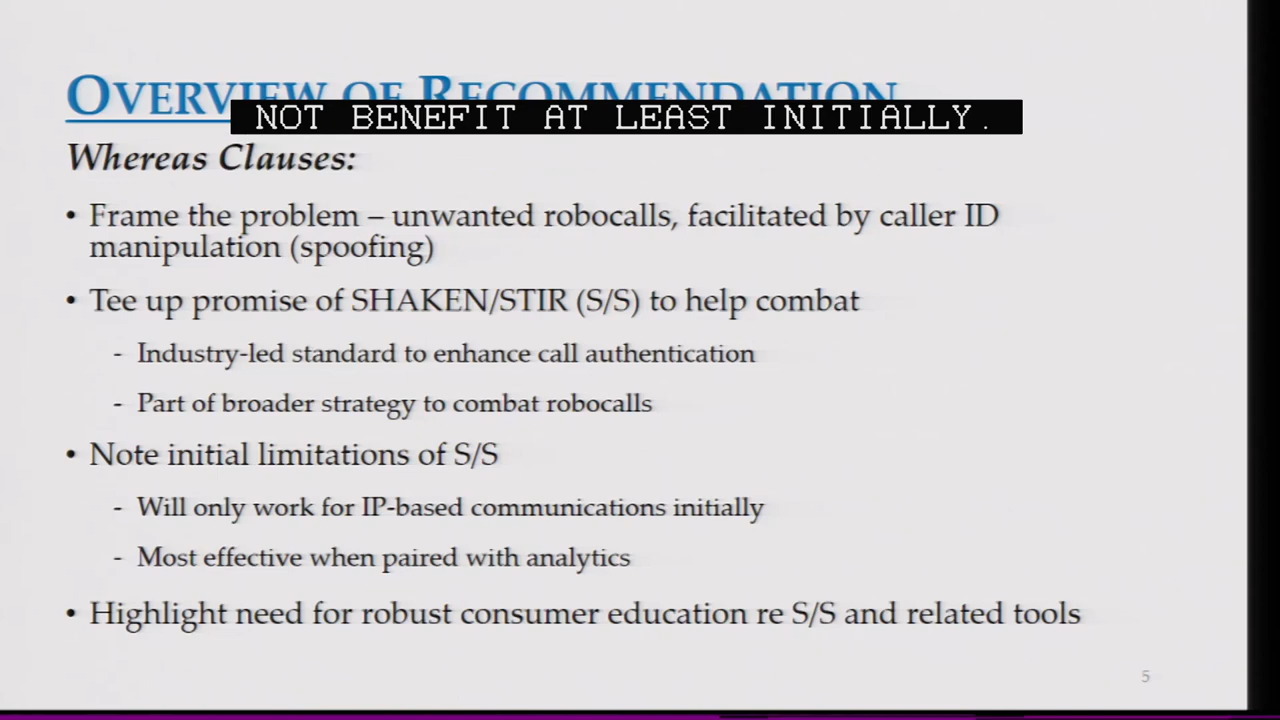 OVERVIEW OF RECOMMENDATION
NOT BENEFIT AT LEAST INITIALLY.
Whereas Clauses:
• Frame the problem – unwanted robocalls, facilitated by caller ID
manipulation (spoofing)
• Tee up promise of SHAKEN/STIR (S/S) to help combat
- Industry-led standard to enhance call authentication
- Part of broader strategy to combat robocalls
• Note initial limitations of S/S
- Will only work for IP-based communications initially
- Most effective when paired with analytics
• Highlight need for robust consumer education re S/S and related tools
5